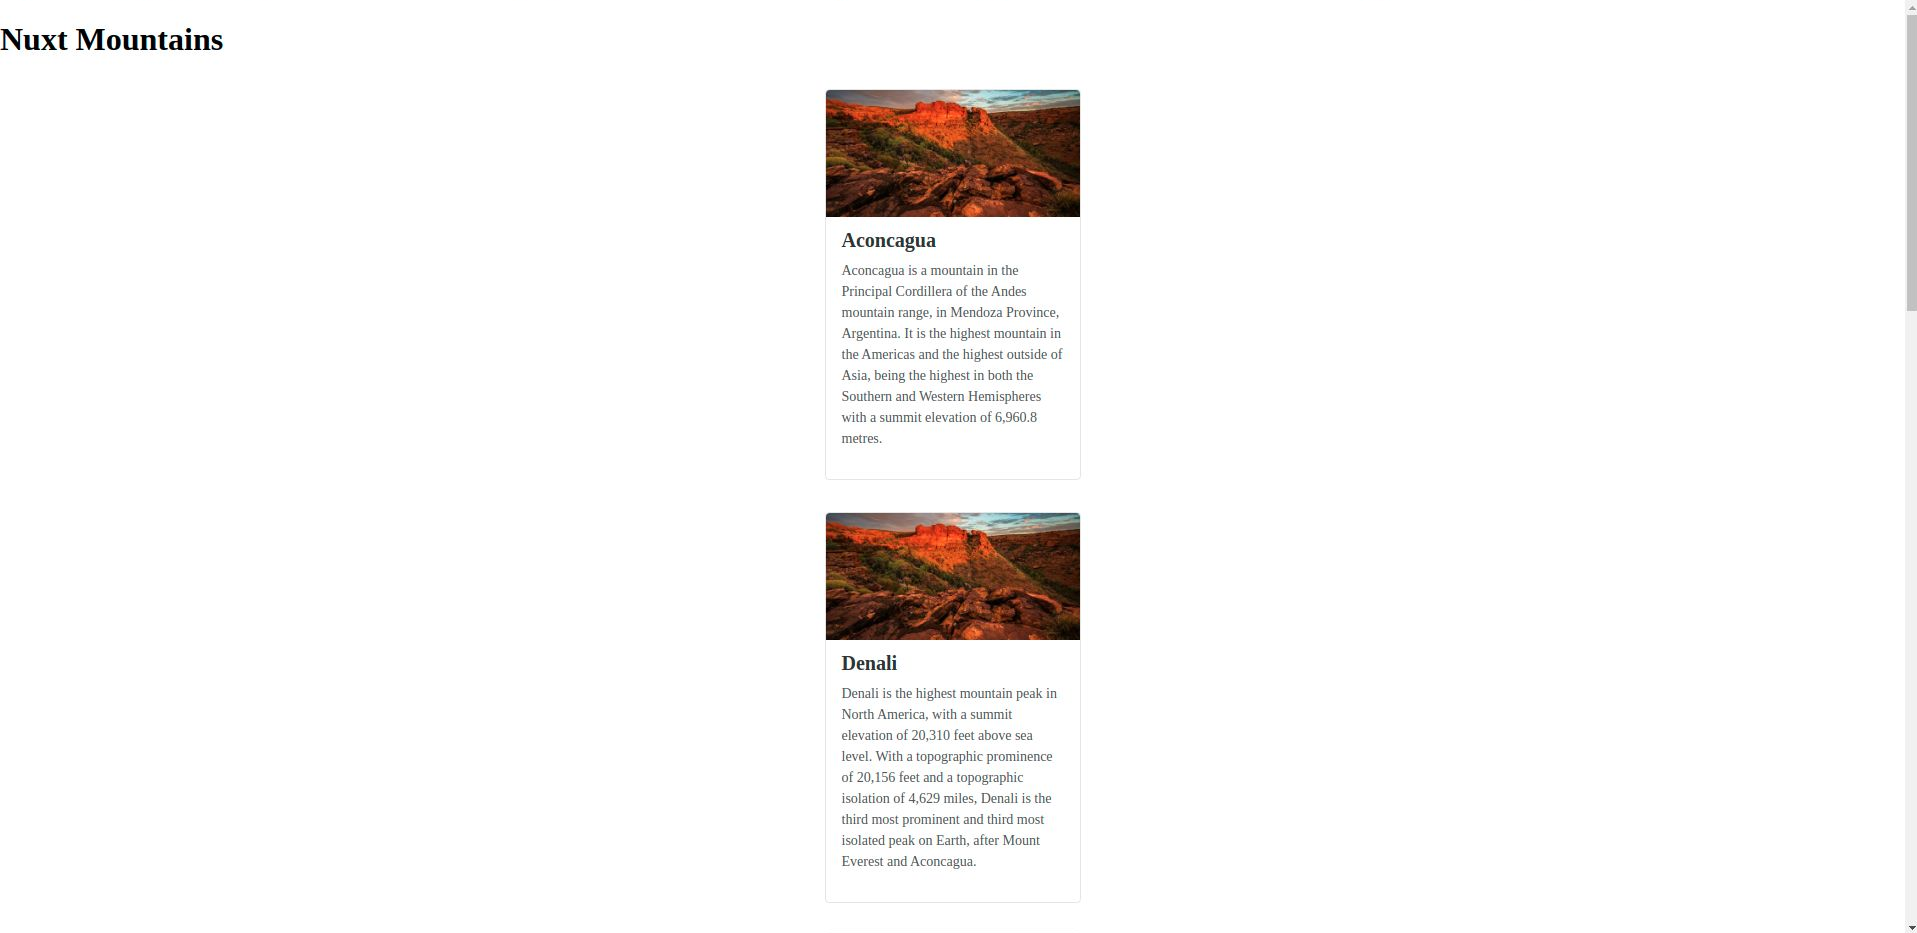 Nuxt Mountains
Aconcagua
Aconcagua is a mountain in the
Principal Cordillera of the Andes
mountain range, in Mendoza Province,
Argentina. It is the highest mountain in
the Americas and the highest outside of
Asia, being the highest in both the
Southern and Western Hemispheres
with a summit elevation of 6,960.8
metres.
Denali
Denali is the highest mountain peak in
North America, with a summit
elevation of 20,310 feet above sea
level. With a topographic prominence
of 20,156 feet and a topographic
isolation of 4,629 miles, Denali is the
third most prominent and third most
isolated peak on Earth, after Mount
Everest and Aconcagua.